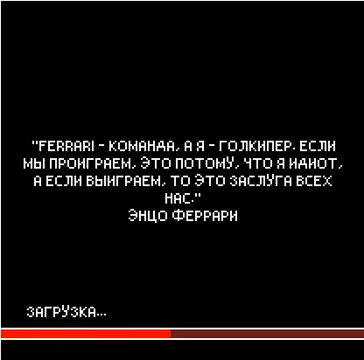 "FERRARI - КОМАНДА, А Я - ГОЛКИПЕР. ЕСЛИ
МЫ ПРОИГРАЕМ, ЭТО ПОТОМУ, ЧТО Я ИДИОТ,
А ЕСЛИ ВЫИГРАЕМ, ТО ЭТО ЗАСЛУГА ВСЕХ
НАС."
ЭНЦО ФЕРРАРИ
ЗАГРУЗКА...